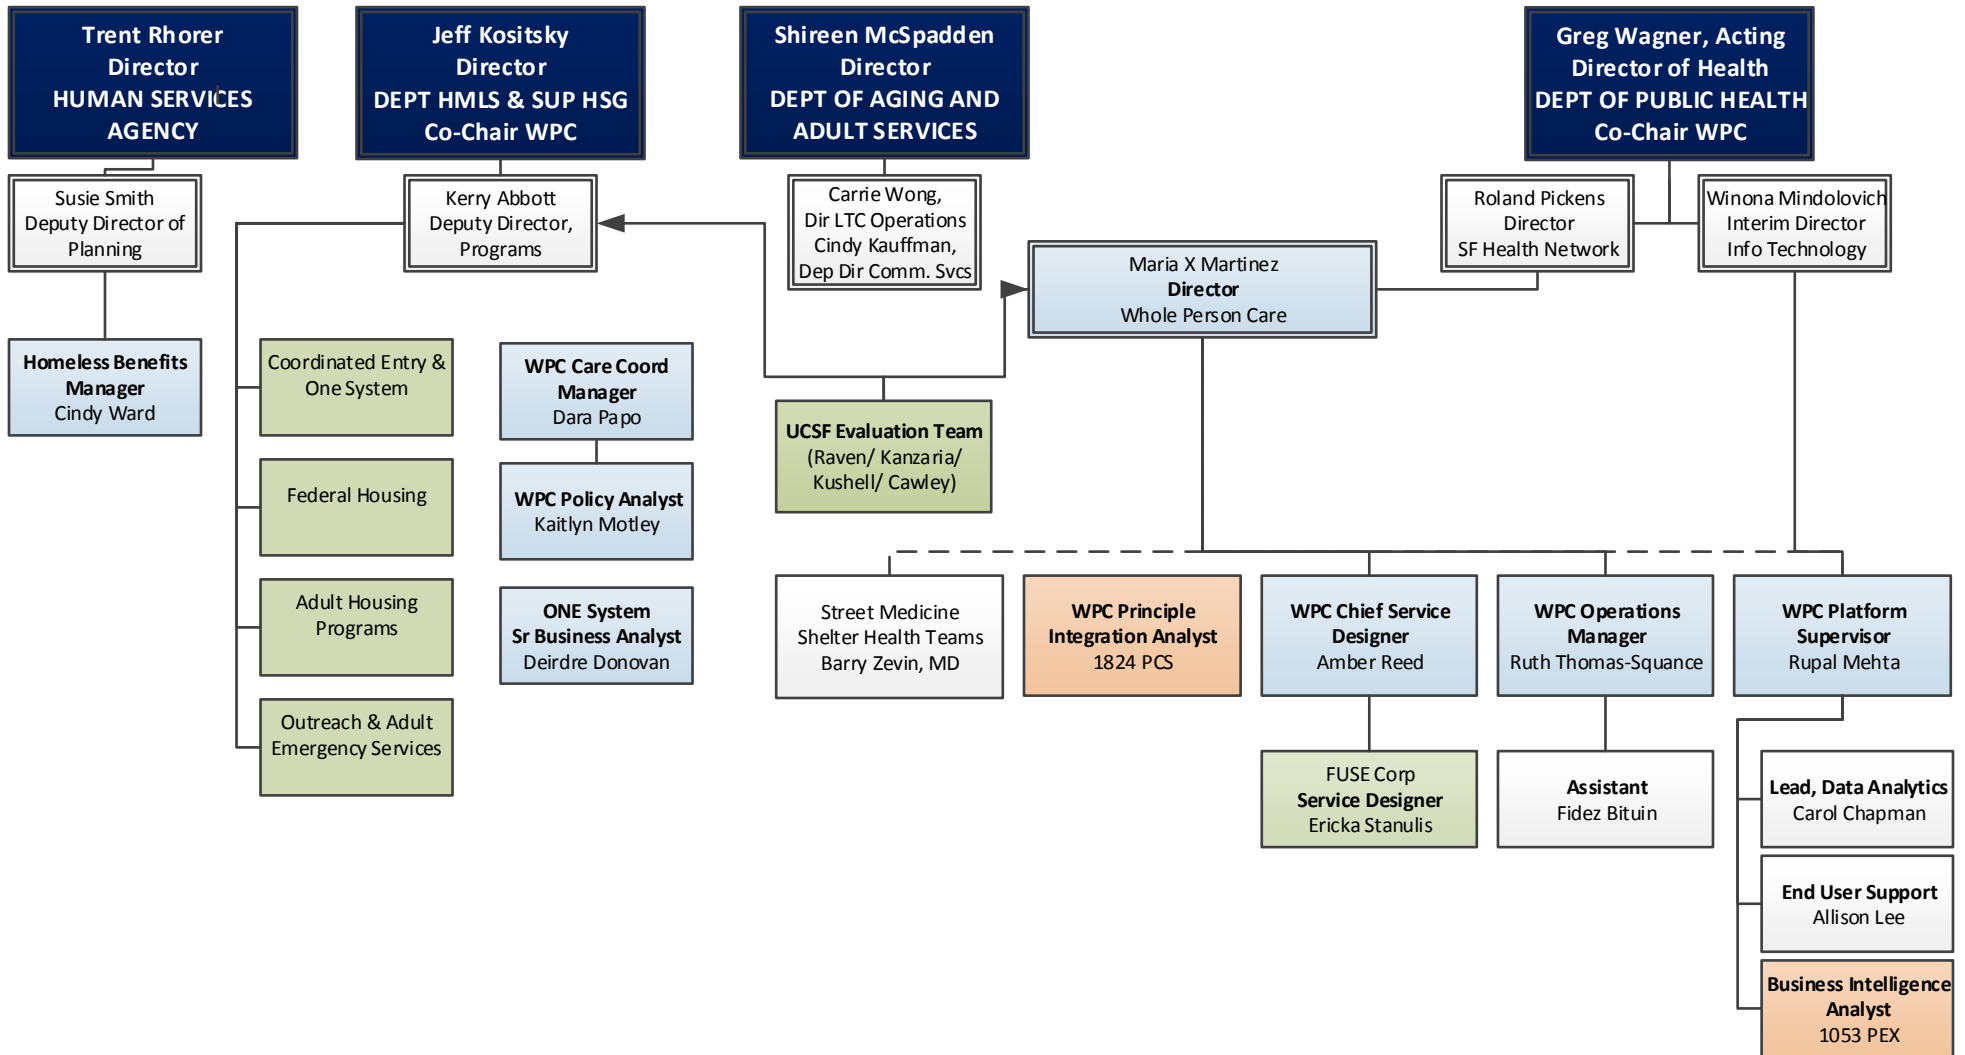 Trent Rhorer
Director
HUMAN SERVICES
AGENCY
Jeff Kositsky
Director
DEPT HMLS & SUP HSG
Co-Chair WPC
Shireen McSpadden
Director
DEPT OF AGING AND
ADULT SERVICES
Greg Wagner, Acting
Director of Health
DEPT OF PUBLIC HEALTH
Co-Chair WPC
Susie Smith
Deputy Director of
Planning
Kerry Abbott
Deputy Director,
Programs
Carrie Wong,
Dir LTC Operations
Cindy Kauffman,
Dep Dir Comm. Svcs
Roland Pickens
Director
SF Health Network
Winona Mindolovich
Interim Director
Info Technology
Maria X Martinez
Director
Whole Person Care
Homeless Benefits
Manager
Cindy Ward
Coordinated Entry &
One System
WPC Care Coord
Manager
Dara Papo
UCSF Evaluation Team
(Raven/ Kanzaria/
Kushell/ Cawley)
Federal Housing
WPC Policy Analyst
Kaitlyn Motley
Adult Housing
Programs
ONE System
Sr Business Analyst
Deirdre Donovan
Outreach & Adult
Emergency Services
Street Medicine
Shelter Health Teams
Barry Zevin, MD
WPC Principle
Integration Analyst
1824 PCS
WPC Chief Service
Designer
Amber Reed
WPC Operations
Manager
Ruth Thomas-Squance
WPC Platform
Supervisor
Rupal Mehta
FUSE Corp
Service Designer
Ericka Stanulis
Assistant
Fidez Bituin
Lead, Data Analytics
Carol Chapman
End User Support
Allison Lee
Business Intelligence
Analyst
1053 PEX